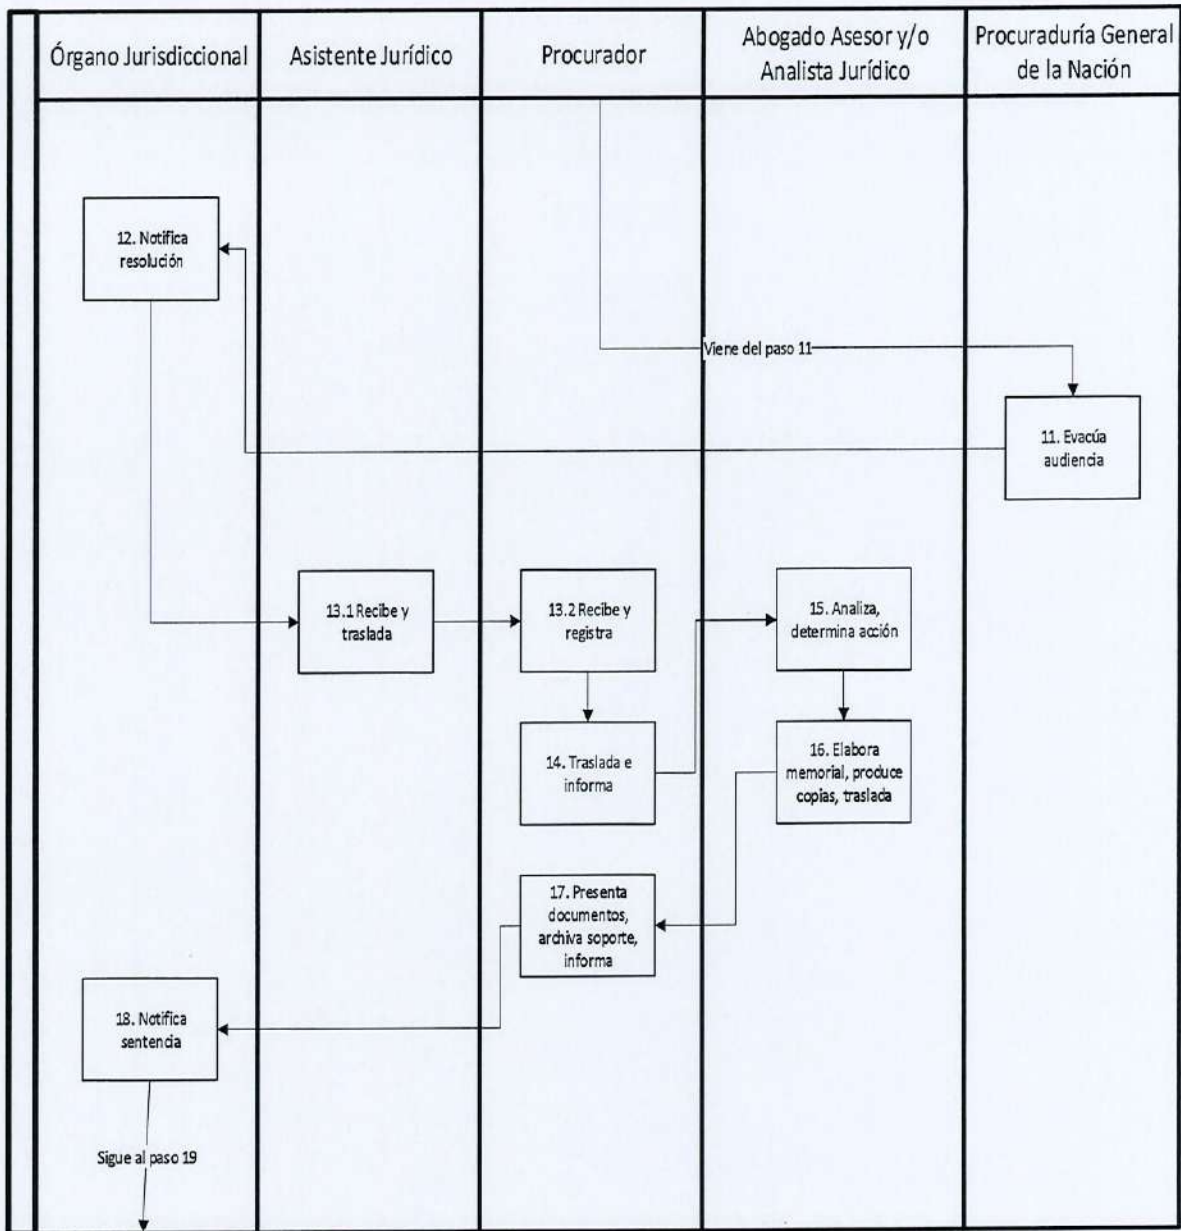 Órgano Jurisdiccional
Asistente Jurídico
Procurador
Abogado Asesor y/o
Analista Jurídico
Procuraduría General
de la Nación
12. Notifica
resolución
Viene del paso 11
11. Evacúa
audiencia
13.1 Recibe y
traslada
13.2 Recibe y
registra
15. Analiza,
determina acción
14. Traslada e
informa
16. Elabora
memorial, produce
copias, traslada
17. Presenta
documentos,
archiva soporte,
informa
18. Notifica
sentencia
Sigue al paso 19